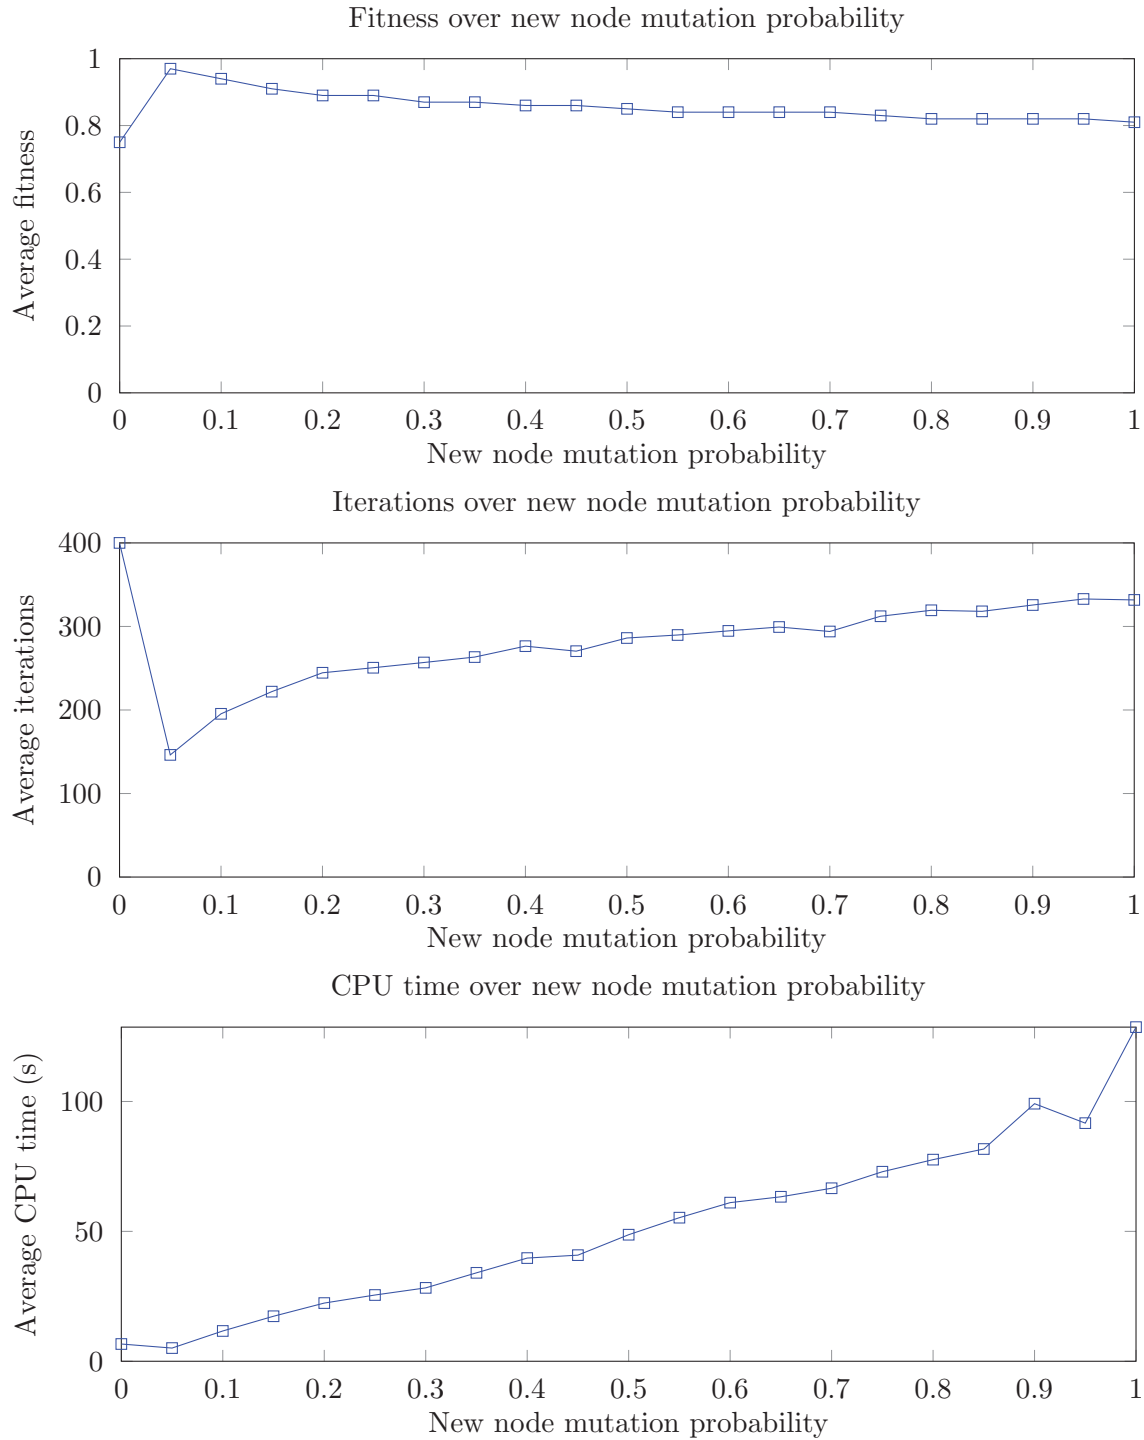 Fitness over new node mutation probability
1
0.8
0.6
0.4
0.2
0
Average fitness
0 0.1 0.2 0.3 0.4 0.5 0.6 0.7 0.8 0.9 1
New node mutation probability
Iterations over new node mutation probability
400
300
200
100
0
Average iterations
0 0.1 0.2 0.3 0.4 0.5 0.6 0.7 0.8 0.9 1
New node mutation probability
CPU time over new node mutation probability
100
50
0
Average CPU time (s)
0 0.1 0.2 0.3 0.4 0.5 0.6 0.7 0.8 0.9 1
New node mutation probability